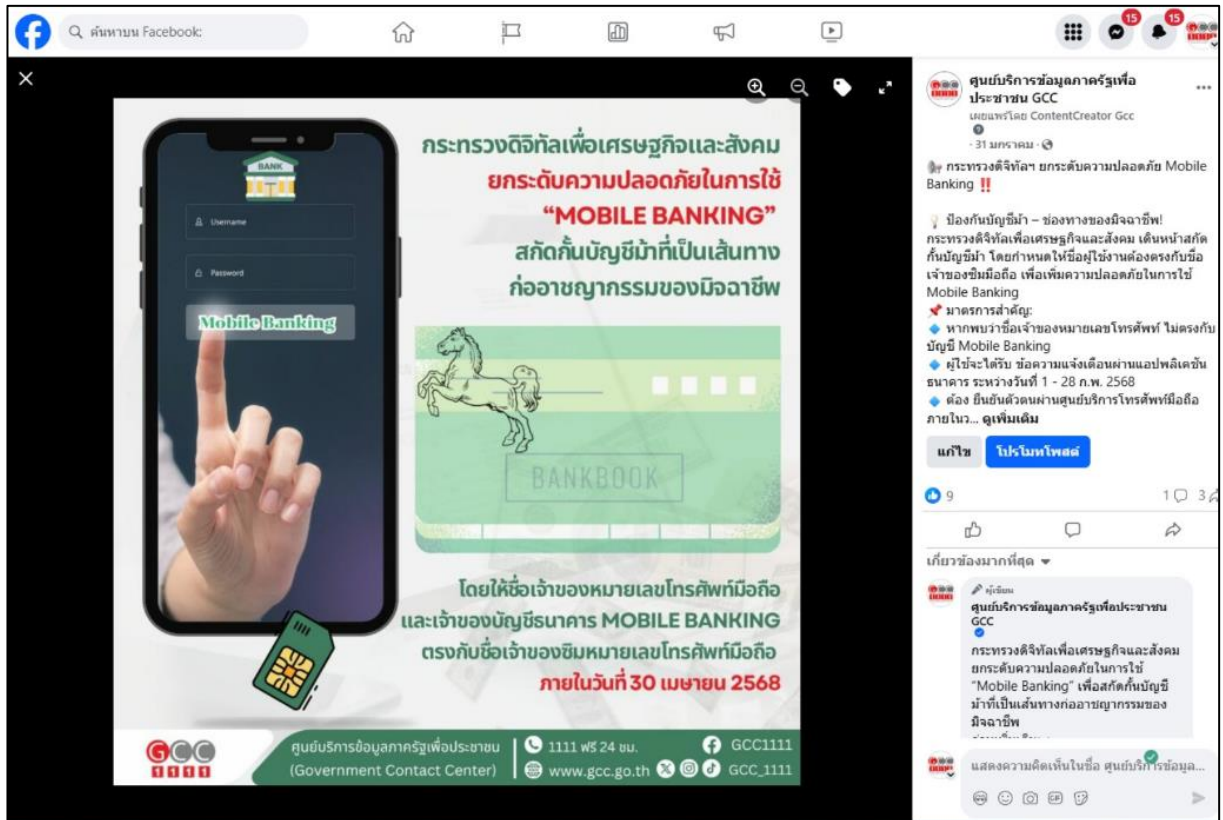 ค้นหาบน Facebook:
15
15
BANK
Username
Password
Mobile Banking
กระทรวงดิจิทัลเพื่อเศรษฐกิจและสังคม
ยกระดับความปลอดภัยในการใช้
“MOBILE BANKING”
สกัดกั้นบัญชีม้าที่เป็นเส้นทาง
ก่ออาชญากรรมของมิจฉาชีพ
BANKBOOK
โดยให้ชื่อเจ้าของหมายเลขโทรศัพท์มือถือ
และเจ้าของบัญชีธนาคาร MOBILE BANKING
ตรงกับชื่อเจ้าของซิมหมายเลขโทรศัพท์มือถือ
ภายในวันที่ 30 เมษายน 2568
GCC
1111
ศูนย์บริการข้อมูลภาครัฐเพื่อประชาชน
(Government Contact Center)
1111 ฟรี 24 ชม.
www.gcc.go.th
GCC1111
GCC_1111
ศูนย์บริการข้อมูลภาครัฐเพื่อ
ประชาชน GCC
เผยแพร่โดย ContentCreator Gcc
· 31 มกราคม ·
กระทรวงดิจิทัลฯ ยกระดับความปลอดภัย Mobile
Banking ‼️
ป้องกันบัญชีม้า – ช่องทางของมิจฉาชีพ!
กระทรวงดิจิทัลเพื่อเศรษฐกิจและสังคม เดินหน้าสกัด
กั้นบัญชีม้า โดยกำหนดให้ชื่อผู้ใช้งานต้องตรงกับชื่อ
เจ้าของซิมมือถือ เพื่อเพิ่มความปลอดภัยในการใช้
Mobile Banking
📌 มาตรการสำคัญ:
🔹 หากพบว่าชื่อเจ้าของหมายเลขโทรศัพท์ ไม่ตรงกับ
บัญชี Mobile Banking
🔹 ผู้ใช้จะได้รับ ข้อความแจ้งเตือนผ่านแอปพลิเคชัน
ธนาคาร ระหว่างวันที่ 1 - 28 ก.พ. 2568
🔹 ต้อง ยืนยันตัวตนผ่านศูนย์บริการโทรศัพท์มือถือ
ภายในว... ดูเพิ่มเติม
แก้ไข
โปรโมทโพสต์
9
1
3
เกี่ยวข้องมากที่สุด
ผู้เขียน
ศูนย์บริการข้อมูลภาครัฐเพื่อประชาชน
GCC
กระทรวงดิจิทัลเพื่อเศรษฐกิจและสังคม
ยกระดับความปลอดภัยในการใช้
“Mobile Banking” เพื่อสกัดกั้นบัญชี
ม้าที่เป็นเส้นทางก่ออาชญากรรมของ
มิจฉาชีพ
แสดงความคิดเห็นในชื่อ ศูนย์บริการข้อมูล...